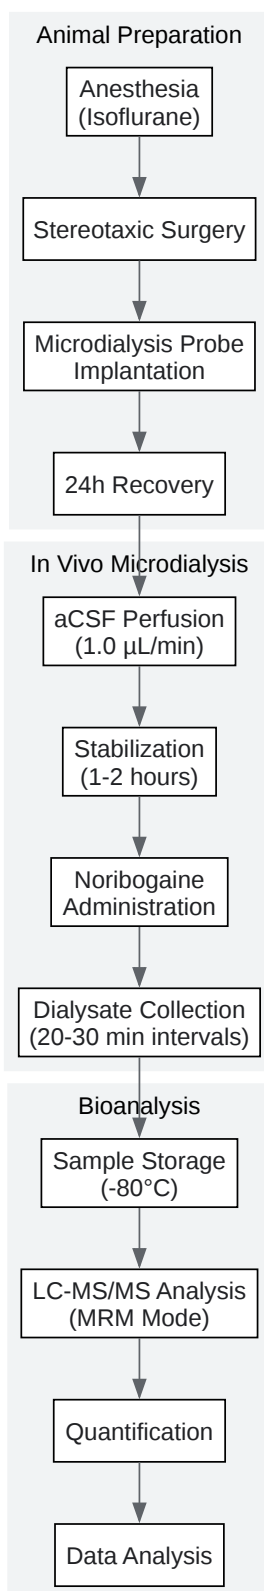 Animal Preparation
Anesthesia
(Isoflurane)
Stereotaxic Surgery
Microdialysis Probe
Implantation
24h Recovery
In Vivo Microdialysis
aCSF Perfusion
(1.0 µL/min)
Stabilization
(1-2 hours)
Noribogaine
Administration
Dialysate Collection
(20-30 min intervals)
Bioanalysis
Sample Storage
(-80°C)
LC-MS/MS Analysis
(MRM Mode)
Quantification
Data Analysis